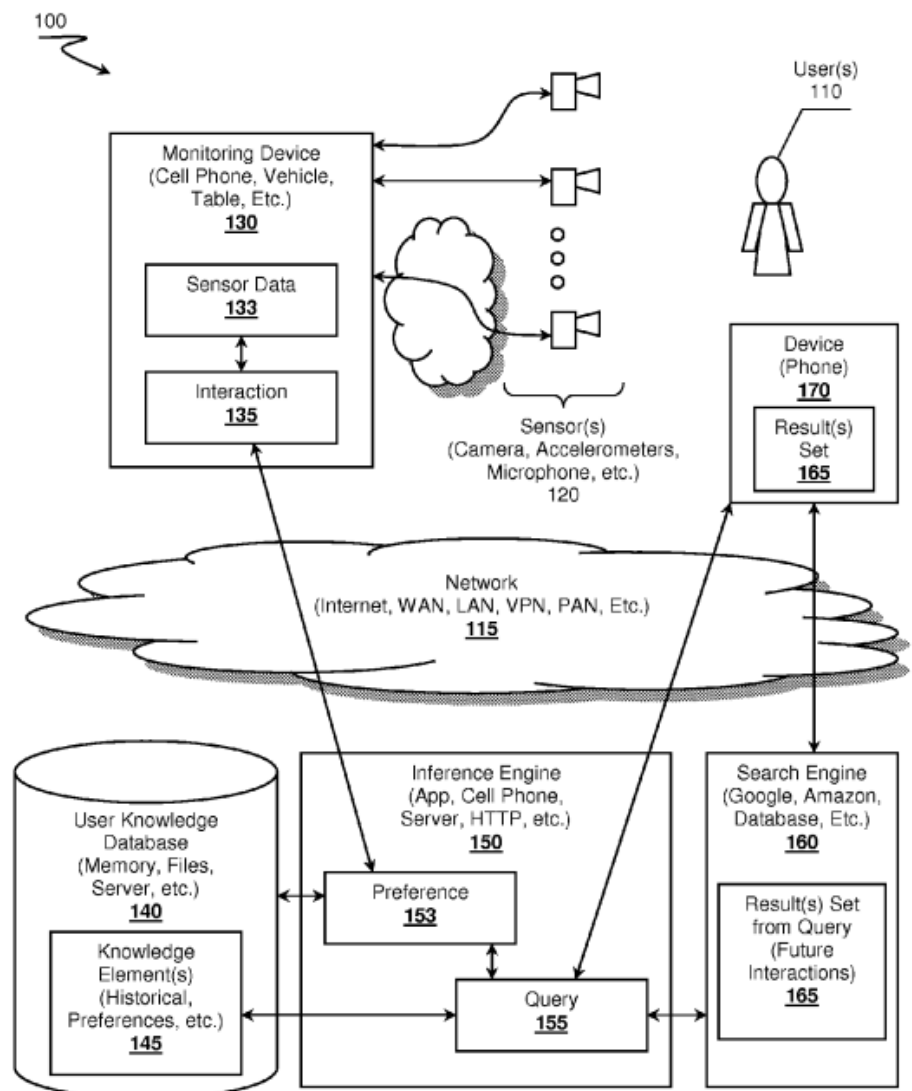 100
User(s)
110
Monitoring Device
(Cell Phone, Vehicle,
Table, Etc.)
130
Sensor Data
133
Interaction
135
Sensor(s)
(Camera, Accelerometers,
Microphone, etc.)
120
Device
(Phone)
170
Result(s)
Set
165
Network
(Internet, WAN, LAN, VPN, PAN, Etc.)
115
User Knowledge
Database
(Memory, Files,
Server, etc.)
140
Knowledge
Element(s)
(Historical,
Preferences, etc.)
145
Inference Engine
(App, Cell Phone,
Server, HTTP, etc.)
150
Preference
153
Query
155
Search Engine
(Google, Amazon,
Database, Etc.)
160
Result(s) Set
from Query
(Future
Interactions)
165